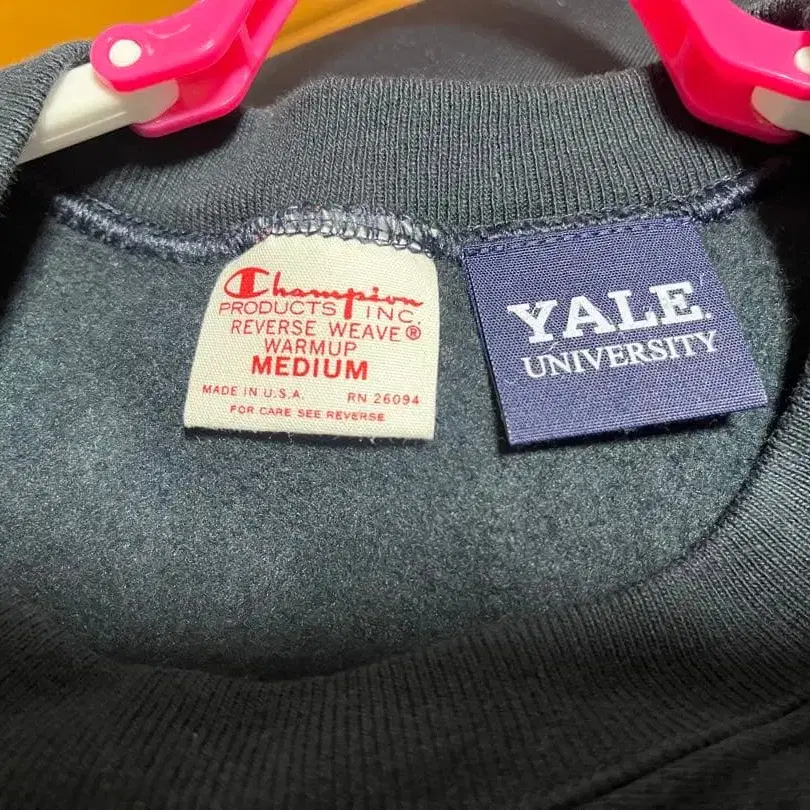 Champion
PRODUCTS INC.
REVERSE WEAVE®
WARMUP
MEDIUM
MADE IN U.S.A. RN 26094
FOR CARE SEE REVERSE
YALE.
UNIVERSITY